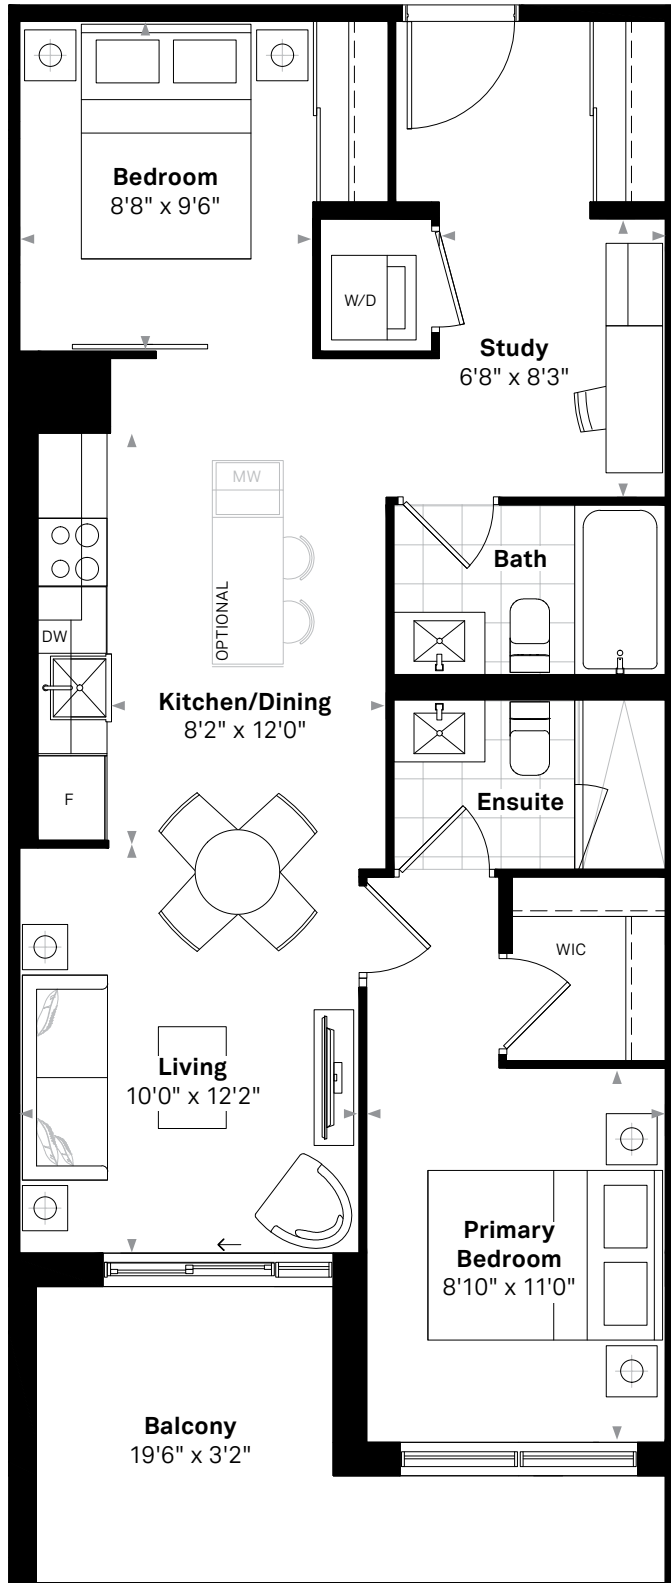 Bedroom
8'8" x 9'6"
W/D
Study
6'8" x 8'3"
MW
OPTIONAL
Bath
DW
Kitchen/Dining
8'2" x 12'0"
F
Ensuite
WIC
Living
10'0" x 12'2"
Primary
Bedroom
8'10" x 11'0"
Balcony
19'6" x 3'2"